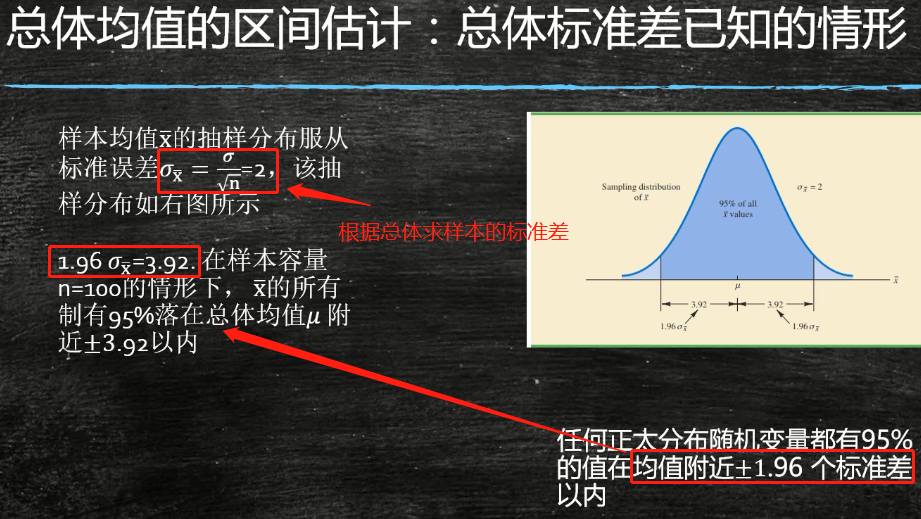 总体均值的区间估计：总体标准差已知的情形
样本均值x̅的抽样分布服从
标准误差σx̅ = σ/√n=2，该抽
样分布如右图所示
根据总体求样本的标准差
1.96 σx̅=3.92. 在样本容量
n=100的情形下， x̅的所有
制有95%落在总体均值μ 附
近±3.92以内
Sampling distribution
of x̅
σx̅ = 2
95% of all
x̅ values
x̅
μ
3.92 3.92
1.96σx̅ 1.96σx̅
任何正太分布随机变量都有95%
的值在均值附近±1.96 个标准差
以内